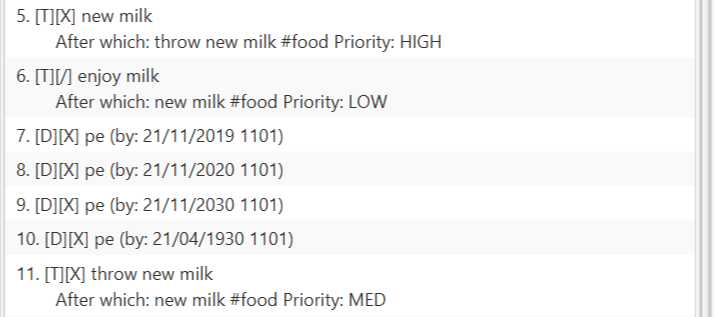 5. [T][X] new milk
After which: throw new milk #food Priority: HIGH
6. [T][/] enjoy milk
After which: new milk #food Priority: LOW
7. [D][X] pe (by: 21/11/2019 1101)
8. [D][X] pe (by: 21/11/2020 1101)
9. [D][X] pe (by: 21/11/2030 1101)
10. [D][X] pe (by: 21/04/1930 1101)
11. [T][X] throw new milk
After which: new milk #food Priority: MED